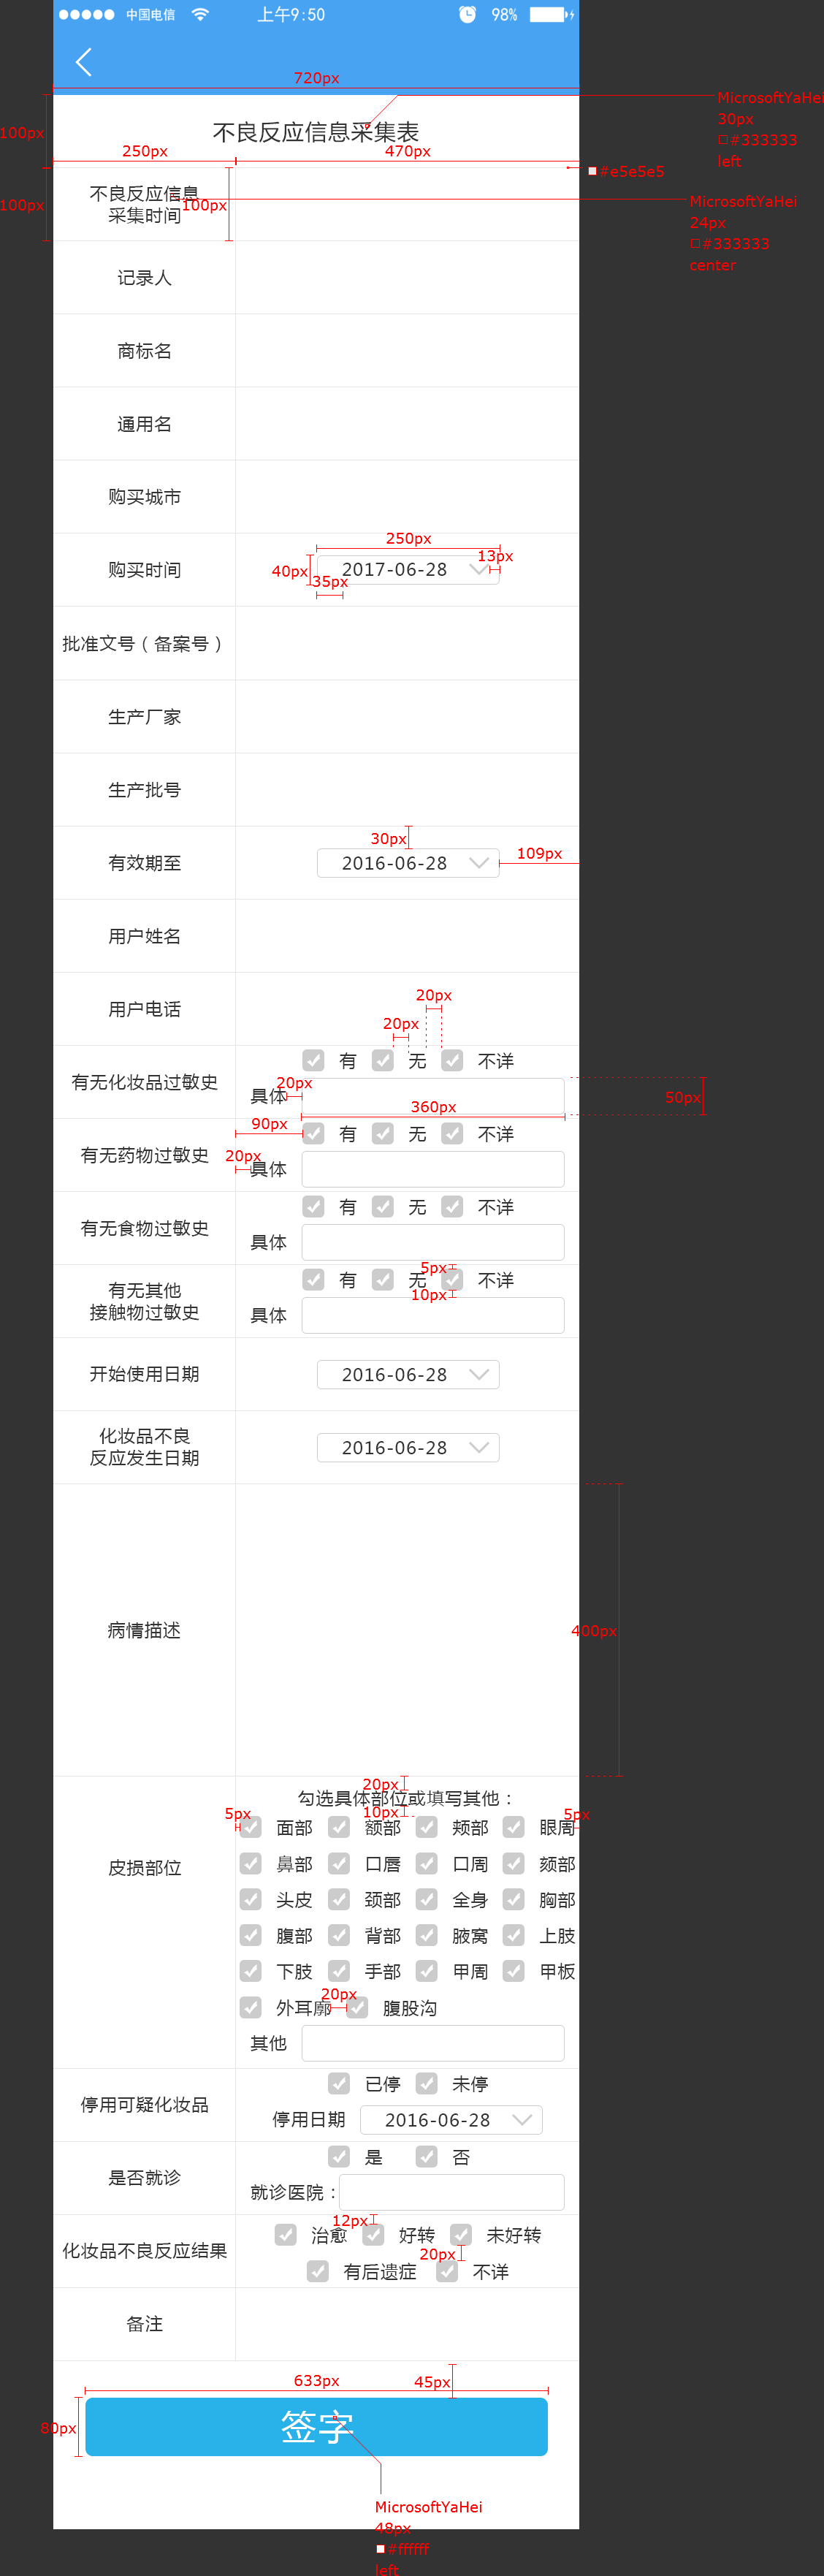 中国电信 上午9:50 98%
720px
MicrosoftYaHei
30px
#333333
left
100px
不良反应信息采集表
250px 470px
#e5e5e5
不良反应信息
采集时间
100px
100px
MicrosoftYaHei
24px
#333333
center
记录人
商标名
通用名
购买城市
250px
购买时间
40px
2017-06-28
13px
35px
批准文号(备案号)
生产厂家
生产批号
30px
有效期至
2016-06-28
109px
用户姓名
用户电话
20px
20px
有无化妆品过敏史
有 无 不详
20px
具体
50px
360px
90px
有无药物过敏史
有 无 不详
20px
具体
有无食物过敏史
有 无 不详
具体
有无其他
接触物过敏史
5px
有 无 不详
10px
具体
开始使用日期
2016-06-28
化妆品不良
反应发生日期
2016-06-28
病情描述
400px
皮损部位
20px
勾选具体部位或填写其他：
10px
5px 5px
面部 额部 颊部 眼周
鼻部 口唇 口周 颏部
头皮 颈部 全身 胸部
腹部 背部 腋窝 上肢
下肢 手部 甲周 甲板
20px
外耳廓 腹股沟
其他
停用可疑化妆品
已停 未停
停用日期 2016-06-28
是否就诊
是 否
就诊医院：
12px
化妆品不良反应结果
治愈 好转 未好转
20px
有后遗症 不详
备注
633px 45px
80px
签字
MicrosoftYaHei
48px
#ffffff
left